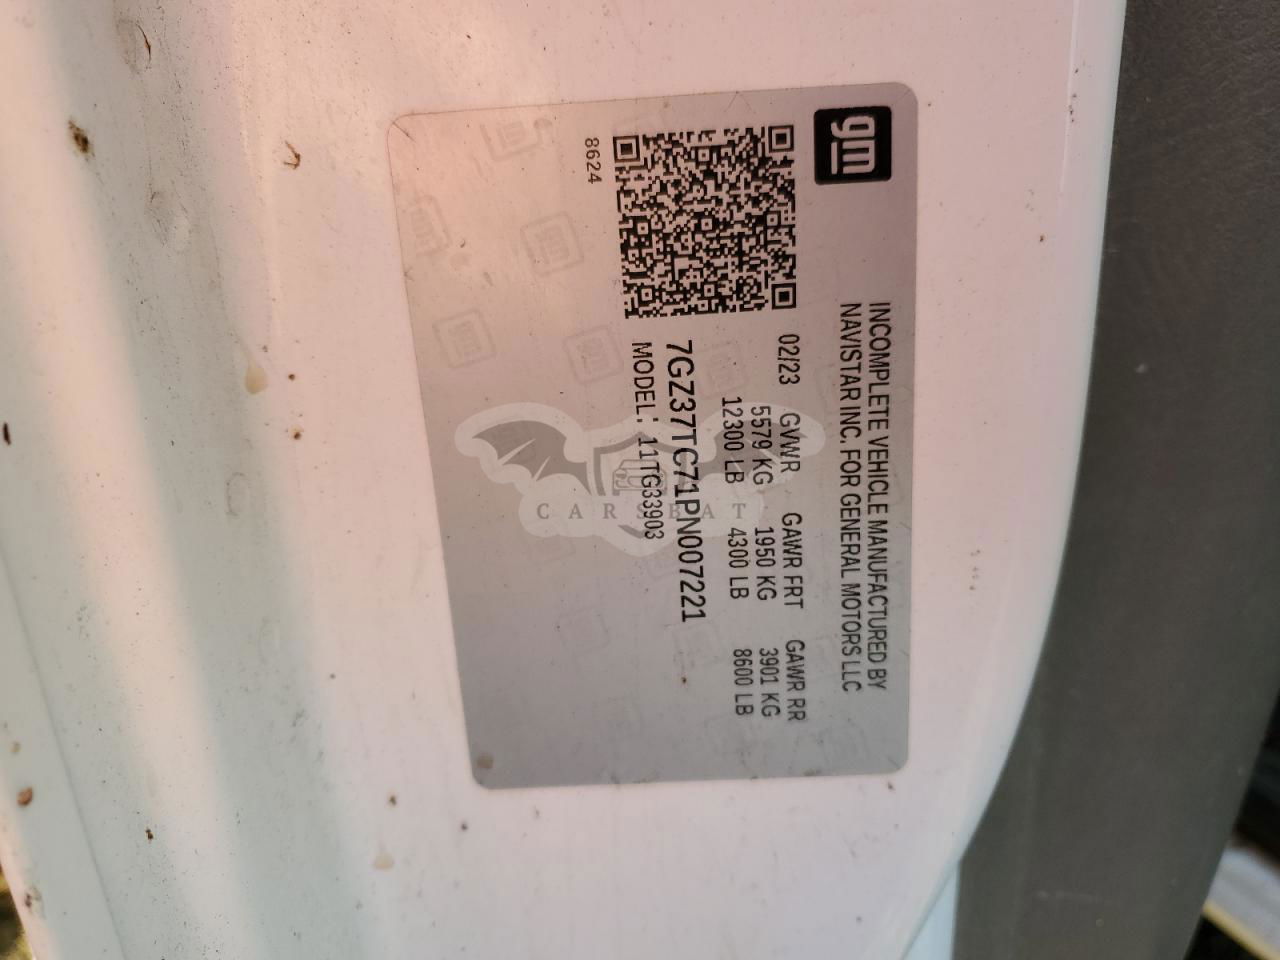 gm
INCOMPLETE VEHICLE MANUFACTURED BY
NAVISTAR INC. FOR GENERAL MOTORS LLC
02/23 GVWR GAWR FRT GAWR RR
5579 KG 1950 KG 3901 KG
12300 LB 4300 LB 8600 LB
7GZ37TC71PN007221
MODEL: 11TG33903
8624
CARSBAT